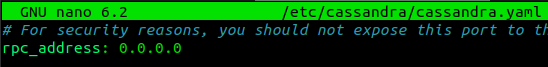 GNU nano 6.2 /etc/cassandra/cassandra.yaml
# For security reasons, you should not expose this port to
rpc_address: 0.0.0.0